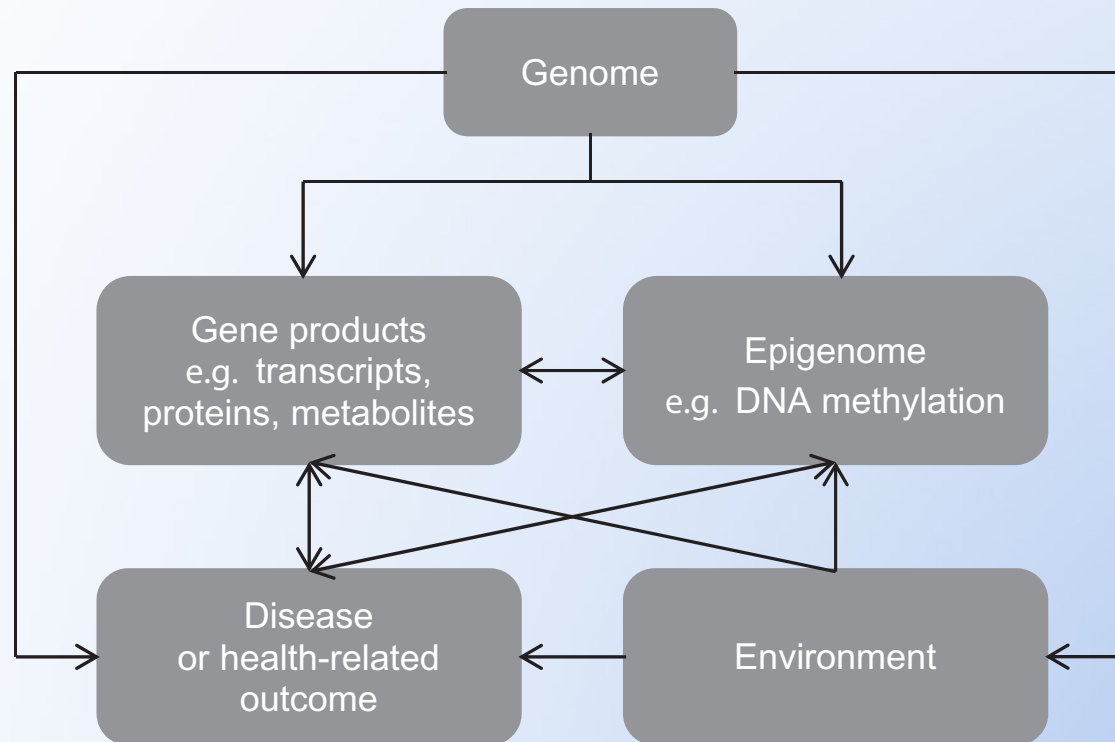 Genome
Gene products
e.g. transcripts,
proteins, metabolites
Epigenome
e.g. DNA methylation
Disease
or health-related
outcome
Environment